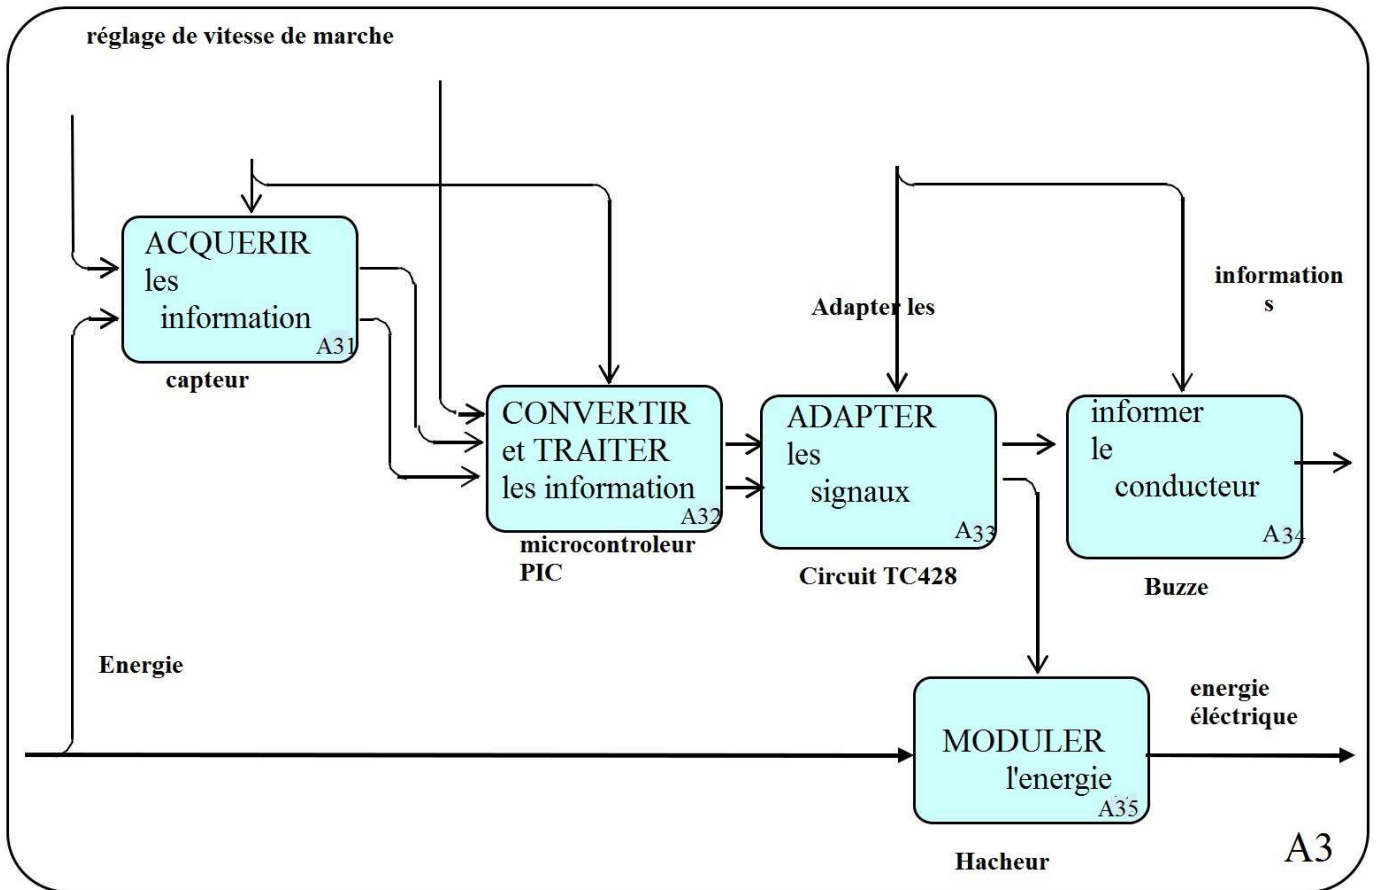 réglage de vitesse de marche
ACQUERIR
les
information
A31
capteur
Adapter les
information
s
CONVERTIR
et TRAITER
les information
A32
microcontroleur
PIC
ADAPTER
les
signaux
A33
Circuit TC428
informer
le
conducteur
A34
Buzze
Energie
MODULER
l'energie
A35
Hacheur
energie
éléctrique
A3